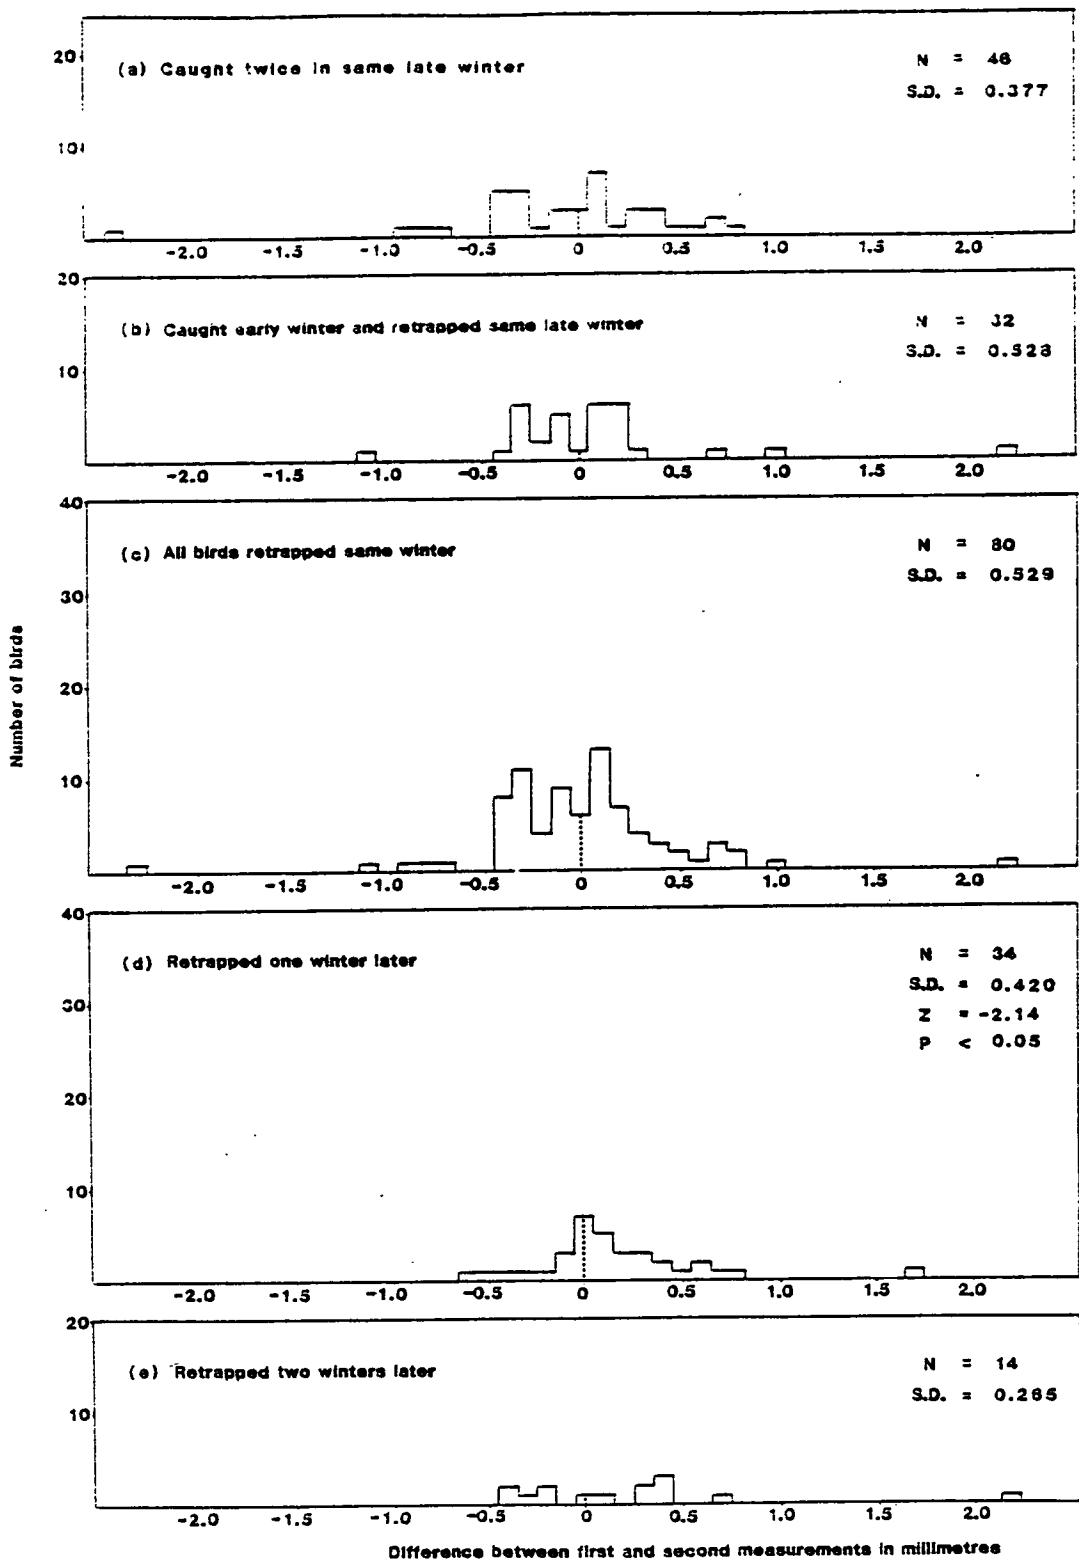 20
(a) Caught twice in same late winter
N = 48
S.D. = 0.377
10
-2.0 -1.5 -1.0 -0.5 0 0.5 1.0 1.5 2.0
20
(b) Caught early winter and retrapped same late winter
N = 32
S.D. = 0.528
10
-2.0 -1.5 -1.0 -0.5 0 0.5 1.0 1.5 2.0
40
(c) All birds retrapped same winter
N = 80
S.D. = 0.529
30
Number of birds
20
10
-2.0 -1.5 -1.0 -0.5 0 0.5 1.0 1.5 2.0
40
(d) Retrapped one winter later
N = 34
S.D. = 0.420
30
Z = -2.14
P < 0.05
20
10
-2.0 -1.5 -1.0 -0.5 0 0.5 1.0 1.5 2.0
20
(e) Retrapped two winters later
N = 14
S.D. = 0.265
10
-2.0 -1.5 -1.0 -0.5 0 0.5 1.0 1.5 2.0
Difference between first and second measurements in millimetres